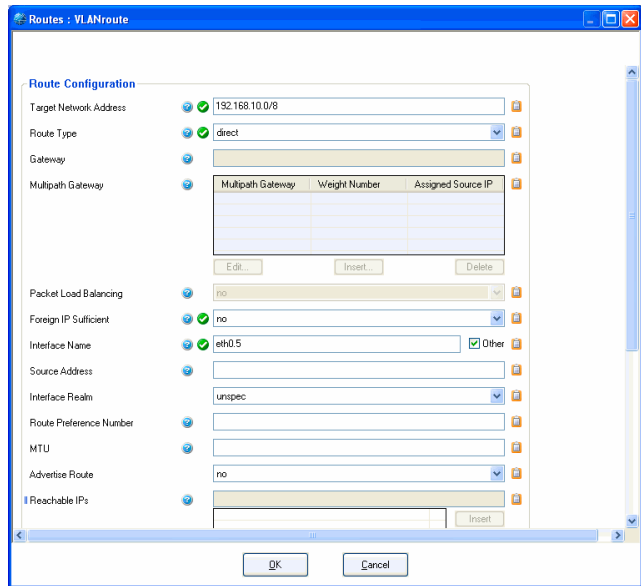 Routes : VLANroute
Route Configuration
Target Network Address 192.168.10.0/8
Route Type direct
Gateway
Multipath Gateway Multipath Gateway Weight Number Assigned Source IP
Edit... Insert... Delete
Packet Load Balancing no
Foreign IP Sufficient no
Interface Name eth0.5 Other
Source Address
Interface Realm unspec
Route Preference Number
MTU
Advertise Route no
Reachable IPs
Insert
OK Cancel